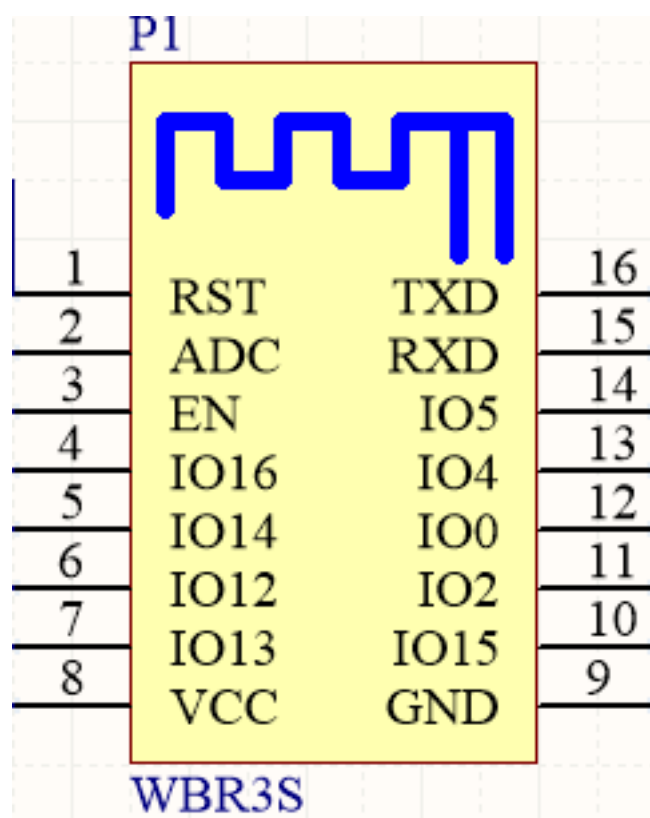 P1
1 RST TXD 16
2 ADC RXD 15
3 EN IO5 14
4 IO16 IO4 13
5 IO14 IO0 12
6 IO12 IO2 11
7 IO13 IO15 10
8 VCC GND 9
WBR3S